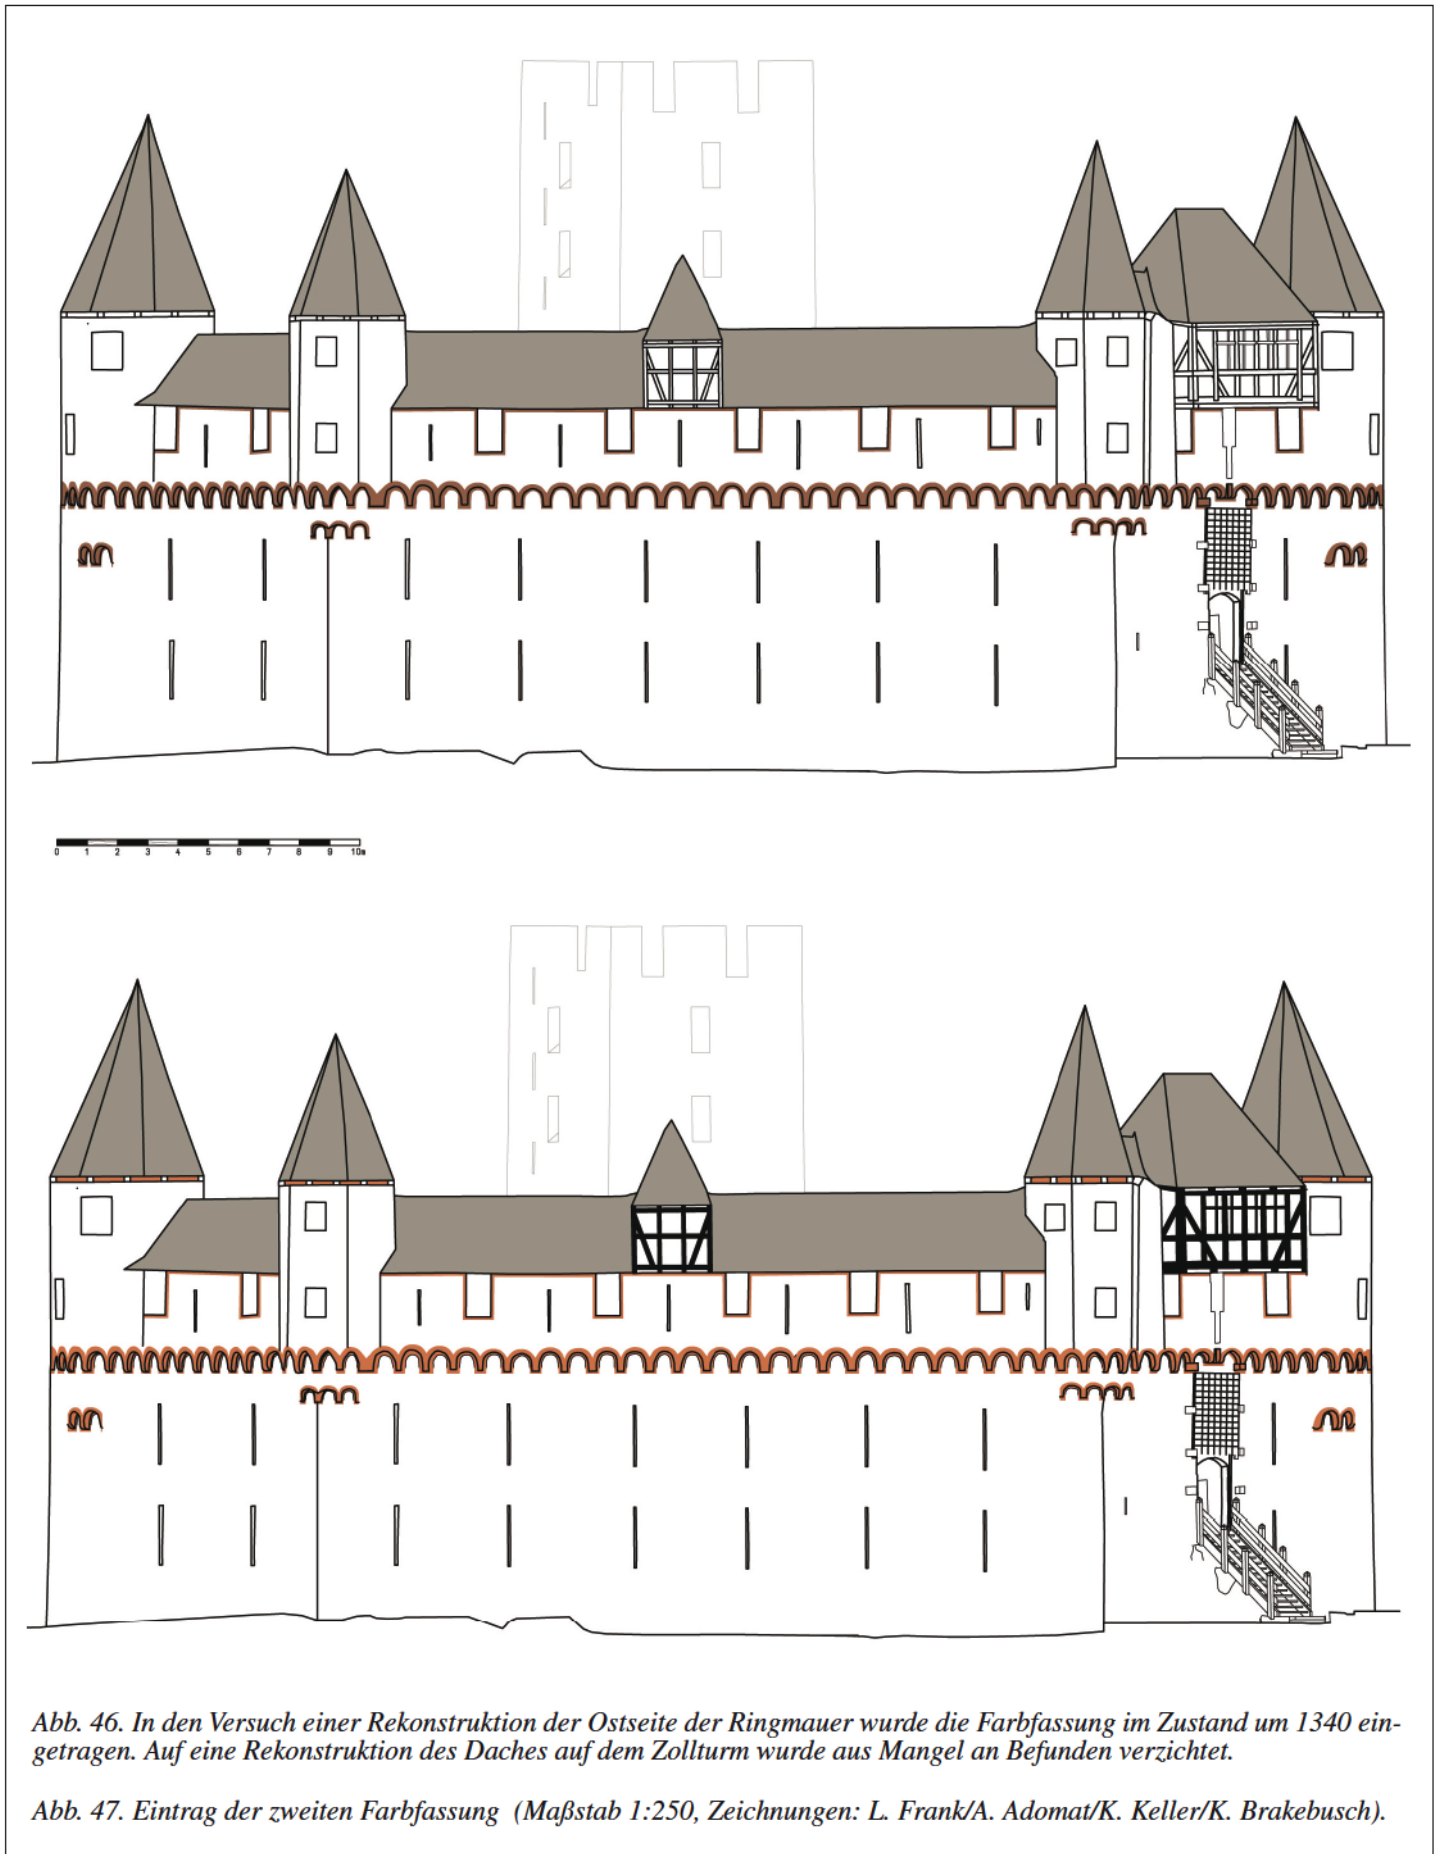 0 1 2 3 4 5 6 7 8 9 10m
Abb. 46. In den Versuch einer Rekonstruktion der Ostseite der Ringmauer wurde die Farbfassung im Zustand um 1340 ein-
getragen. Auf eine Rekonstruktion des Daches auf dem Zollturm wurde aus Mangel an Befunden verzichtet.
Abb. 47. Eintrag der zweiten Farbfassung (Maßstab 1:250, Zeichnungen: L. Frank/A. Adomat/K. Keller/K. Brakebusch).